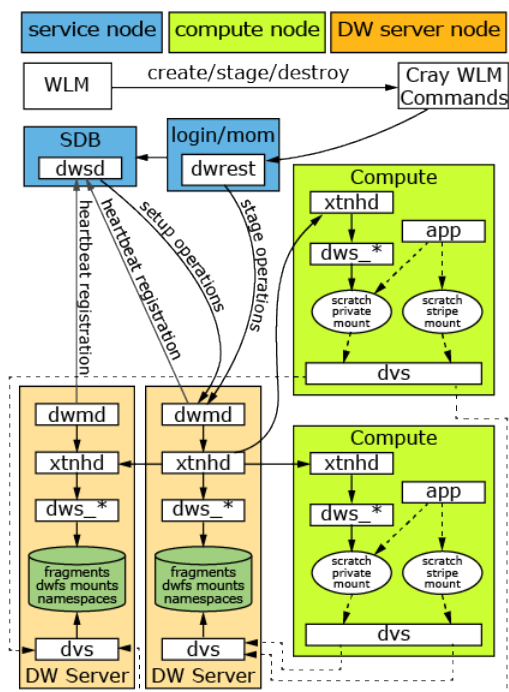 service node
compute node
DW server node
WLM
create/stage/destroy
Cray WLM
Commands
SDB
dwsd
login/mom
dwrest
heartbeat registration
heartbeat registration
setup operations
stage operations
Compute
xtnhd
app
dws_*
scratch
private
mount
scratch
stripe
mount
dvs
dwmd
xtnhd
dws_*
fragments
dwfs mounts
namespaces
dvs
DW Server
dwmd
xtnhd
dws_*
fragments
dwfs mounts
namespaces
dvs
DW Server
Compute
xtnhd
app
dws_*
scratch
private
mount
scratch
stripe
mount
dvs